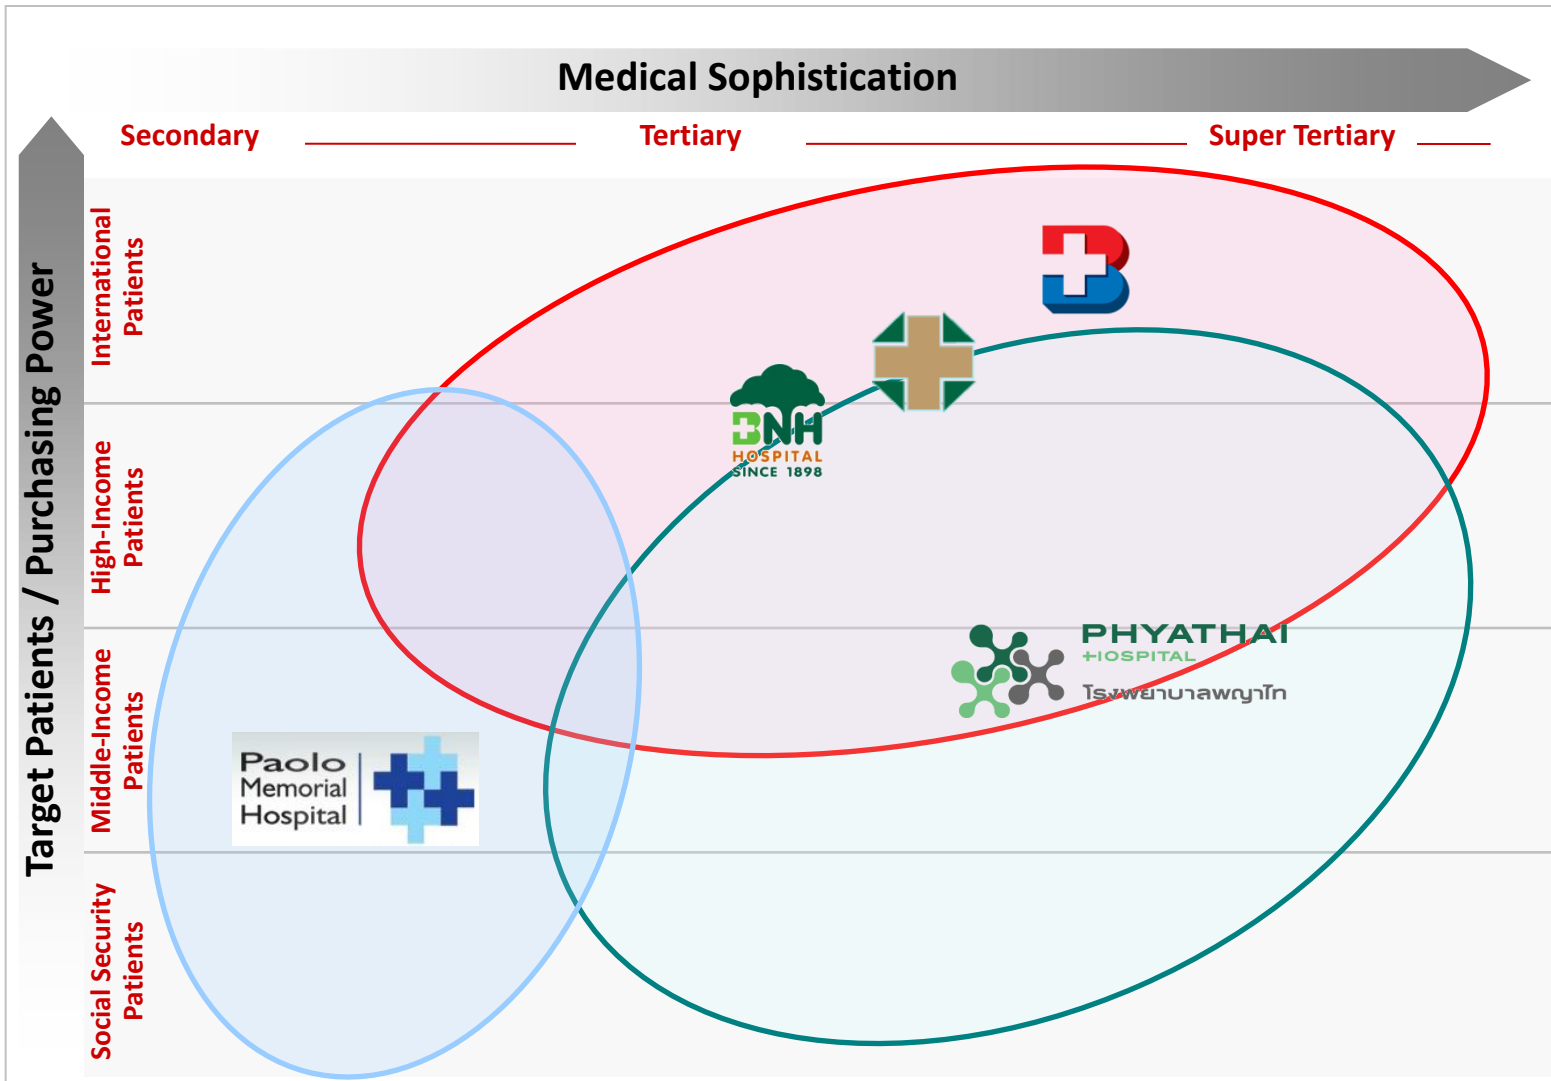 Medical Sophistication
Secondary
Tertiary
Super Tertiary
Target Patients / Purchasing Power
International
Patients
High-Income
Patients
Middle-Income
Patients
Social Security
Patients
BNH
HOSPITAL
SINCE 1898
PHYATHAI
HOSPITAL
โรงพยาบาลพญาไท
Paolo
Memorial
Hospital
B